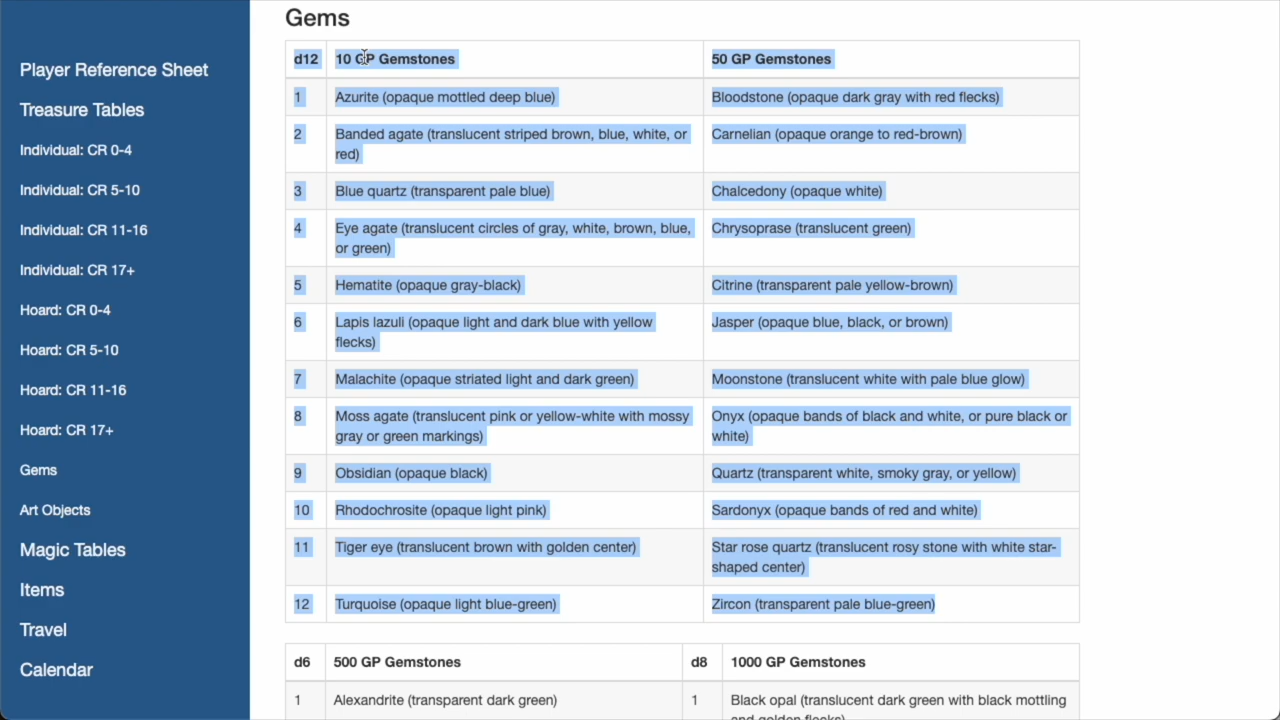 Player Reference Sheet
Treasure Tables
Individual: CR 0-4
Individual: CR 5-10
Individual: CR 11-16
Individual: CR 17+
Hoard: CR 0-4
Hoard: CR 5-10
Hoard: CR 11-16
Hoard: CR 17+
Gems
Art Objects
Magic Tables
Items
Travel
Calendar
Gems
d12 10 GP Gemstones 50 GP Gemstones
1 Azurite (opaque mottled deep blue) Bloodstone (opaque dark gray with red flecks)
2 Banded agate (translucent striped brown, blue, white, or Carnelian (opaque orange to red-brown)
red)
3 Blue quartz (transparent pale blue) Chalcedony (opaque white)
4 Eye agate (translucent circles of gray, white, brown, blue, Chrysoprase (translucent green)
or green)
5 Hematite (opaque gray-black) Citrine (transparent pale yellow-brown)
6 Lapis lazuli (opaque light and dark blue with yellow Jasper (opaque blue, black, or brown)
flecks)
7 Malachite (opaque striated light and dark green) Moonstone (translucent white with pale blue glow)
8 Moss agate (translucent pink or yellow-white with mossy Onyx (opaque bands of black and white, or pure black or
gray or green markings) white)
9 Obsidian (opaque black) Quartz (transparent white, smoky gray, or yellow)
10 Rhodochrosite (opaque light pink) Sardonyx (opaque bands of red and white)
11 Tiger eye (translucent brown with golden center) Star rose quartz (translucent rosy stone with white star-
shaped center)
12 Turquoise (opaque light blue-green) Zircon (transparent pale blue-green)
d6 500 GP Gemstones d8 1000 GP Gemstones
1 Alexandrite (transparent dark green) 1 Black opal (translucent dark green with black mottling
and golden flecks)